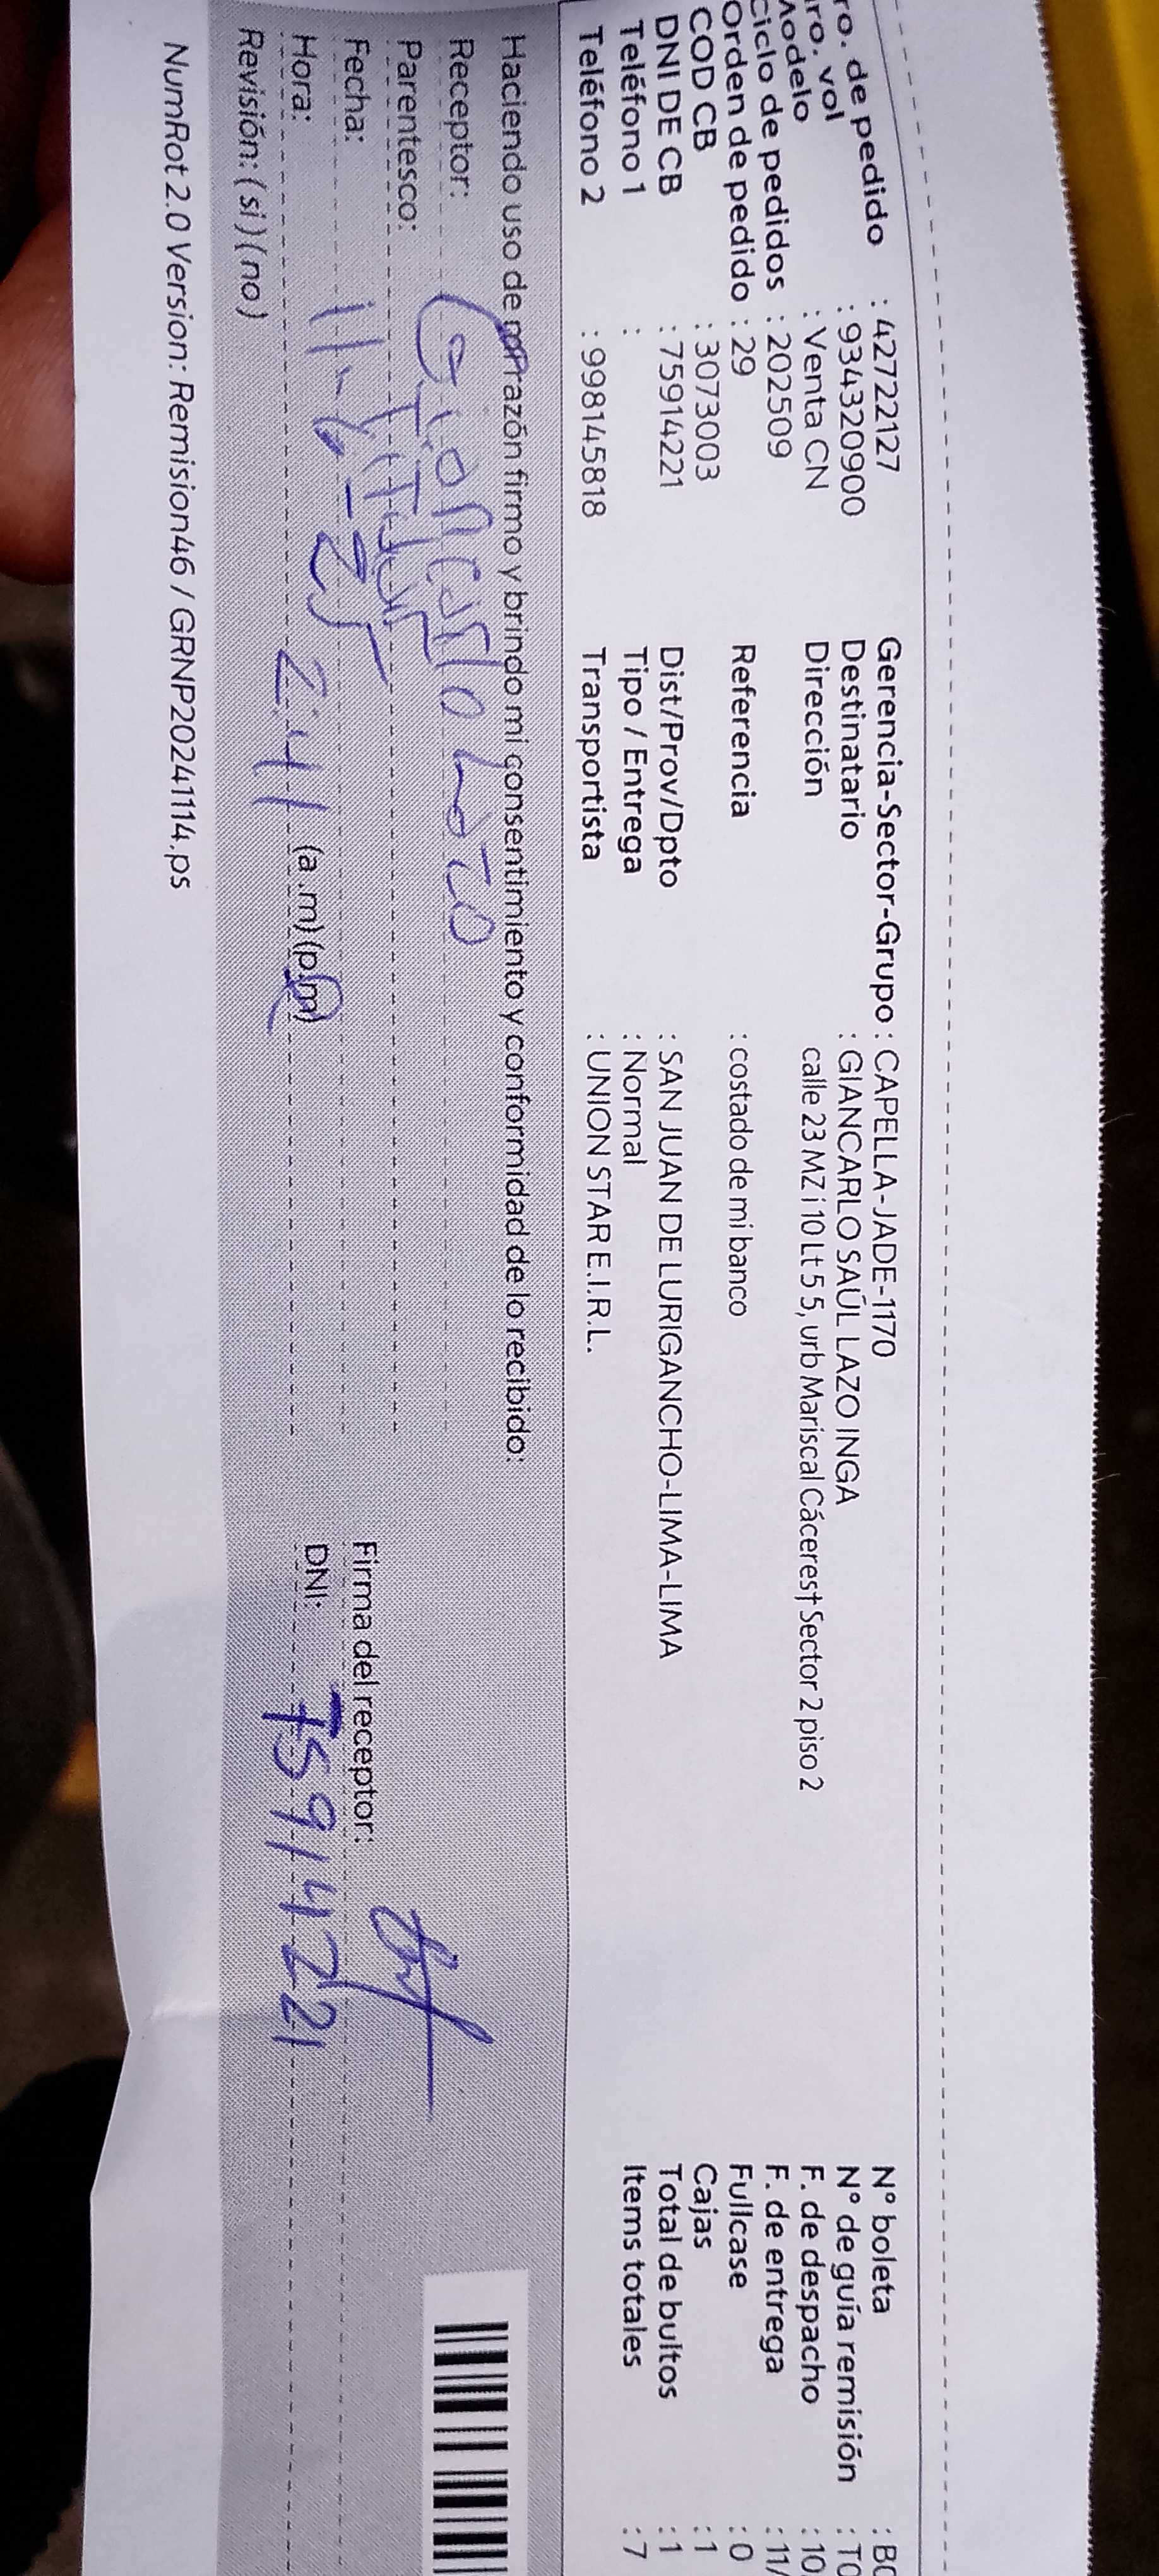 ro. de pedido : 42722127
ro. vol : 934320900
Modelo : Venta CN
Ciclo de pedidos : 202509
Orden de pedido : 29
COD CB : 3073003
DNI DE CB : 75914221
Teléfono 1 :
Teléfono 2 : 998145818
Gerencia-Sector-Grupo : CAPELLA-JADE-1170
Destinatario : GIANCARLO SAÚL LAZO INGA
Dirección calle 23 MZ i 10 Lt 5 5, urb Mariscal Cáceres† Sector 2 piso 2
Referencia : costado de mi banco
Dist/Prov/Dpto : SAN JUAN DE LURIGANCHO-LIMA-LIMA
Tipo / Entrega : Normal
Transportista : UNION STAR E.I.R.L.
N° boleta : BO
N° de guía remisión : T0
F. de despacho : 10/
F. de entrega : 11/
Fullcase : 0
Cajas : 1
Total de bultos : 1
Items totales : 7
Haciendo uso de mi razón firmo y brindo mi consentimiento y conformidad de lo recibido:
Receptor: Giancarlo Lazo
Parentesco: Titular
Fecha: 11-6-25
Hora: 2:41 (a.m) (p.m)
Revisión: (si) (no)
Firma del receptor:
DNI: 75914221
NumRot 2.0 Version: Remision46 / GRNP20241114.ps